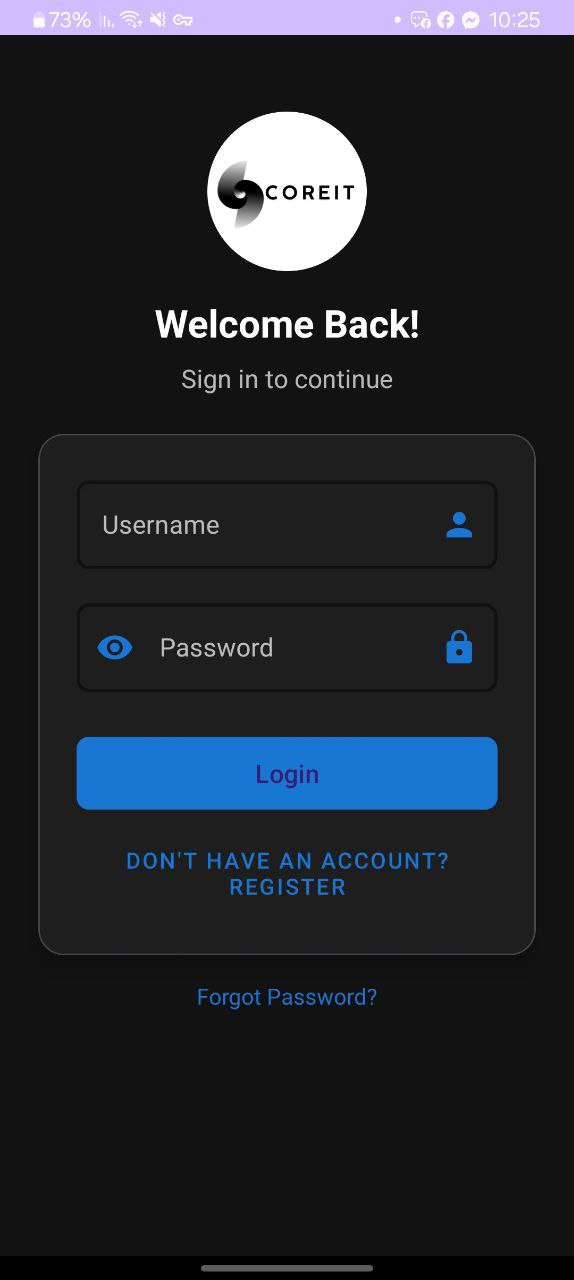 73% 10:25
COREIT
Welcome Back!
Sign in to continue
Username
Password
Login
DON'T HAVE AN ACCOUNT?
REGISTER
Forgot Password?